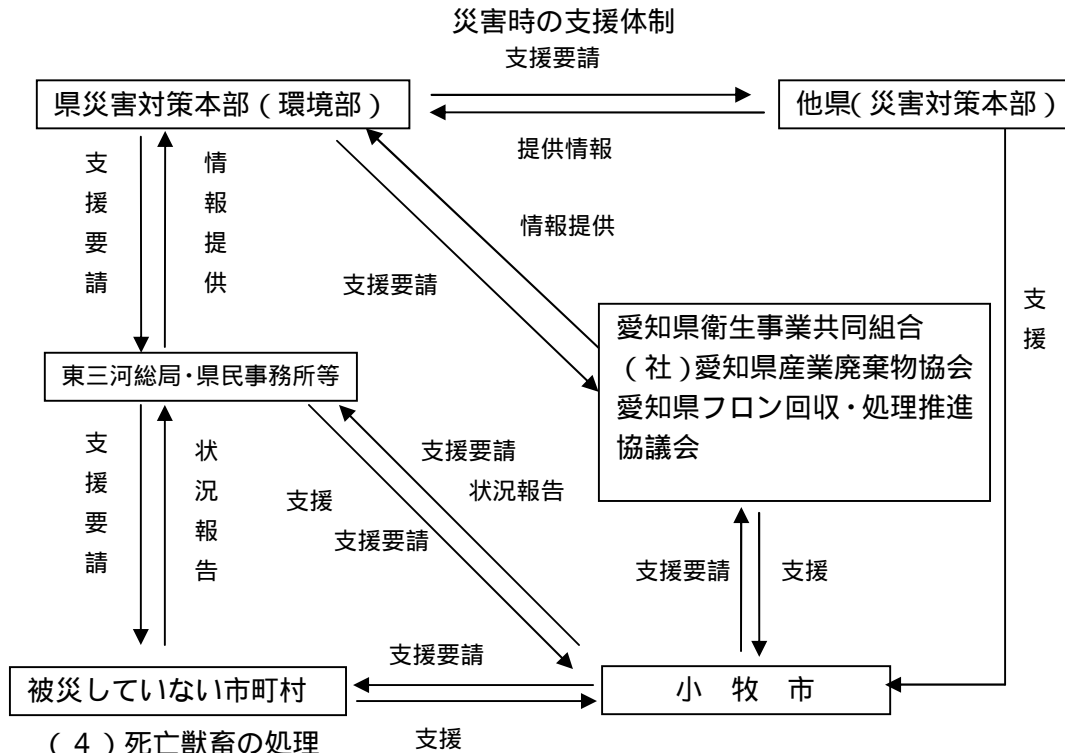 災害時の支援体制
支援要請
県災害対策本部（環境部）
他県（災害対策本部）
提供情報
支援要請
情報提供
情報提供
支援要請
支援
愛知県衛生事業共同組合
（社）愛知県産業廃棄物協会
愛知県フロン回収・処理推進
協議会
東三河総局・県民事務所等
支援要請
状況報告
支援要請
状況報告
支援
支援要請
支援要請
支援
支援要請
被災していない市町村
小牧市
支援
（４）死亡獣畜の処理